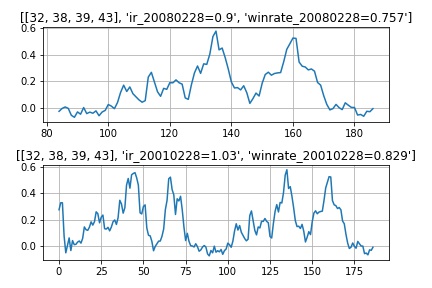 [[32, 38, 39, 43], 'ir_20080228=0.9', 'winrate_20080228=0.757']
0.6
0.4
0.2
0.0
80 100 120 140 160 180
[[32, 38, 39, 43], 'ir_20010228=1.03', 'winrate_20010228=0.829']
0.6
0.4
0.2
0.0
0 25 50 75 100 125 150 175